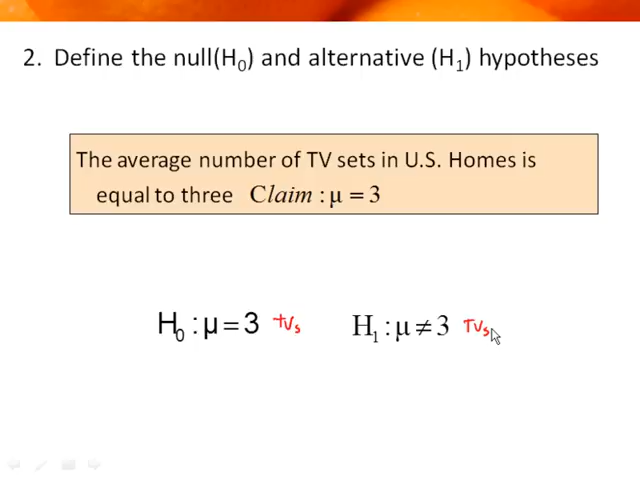 2. Define the null(H₀) and alternative (H₁) hypotheses
The average number of TV sets in U.S. Homes is
equal to three Claim : μ = 3
H₀ : μ = 3 TVs H₁ : μ ≠ 3 TVs